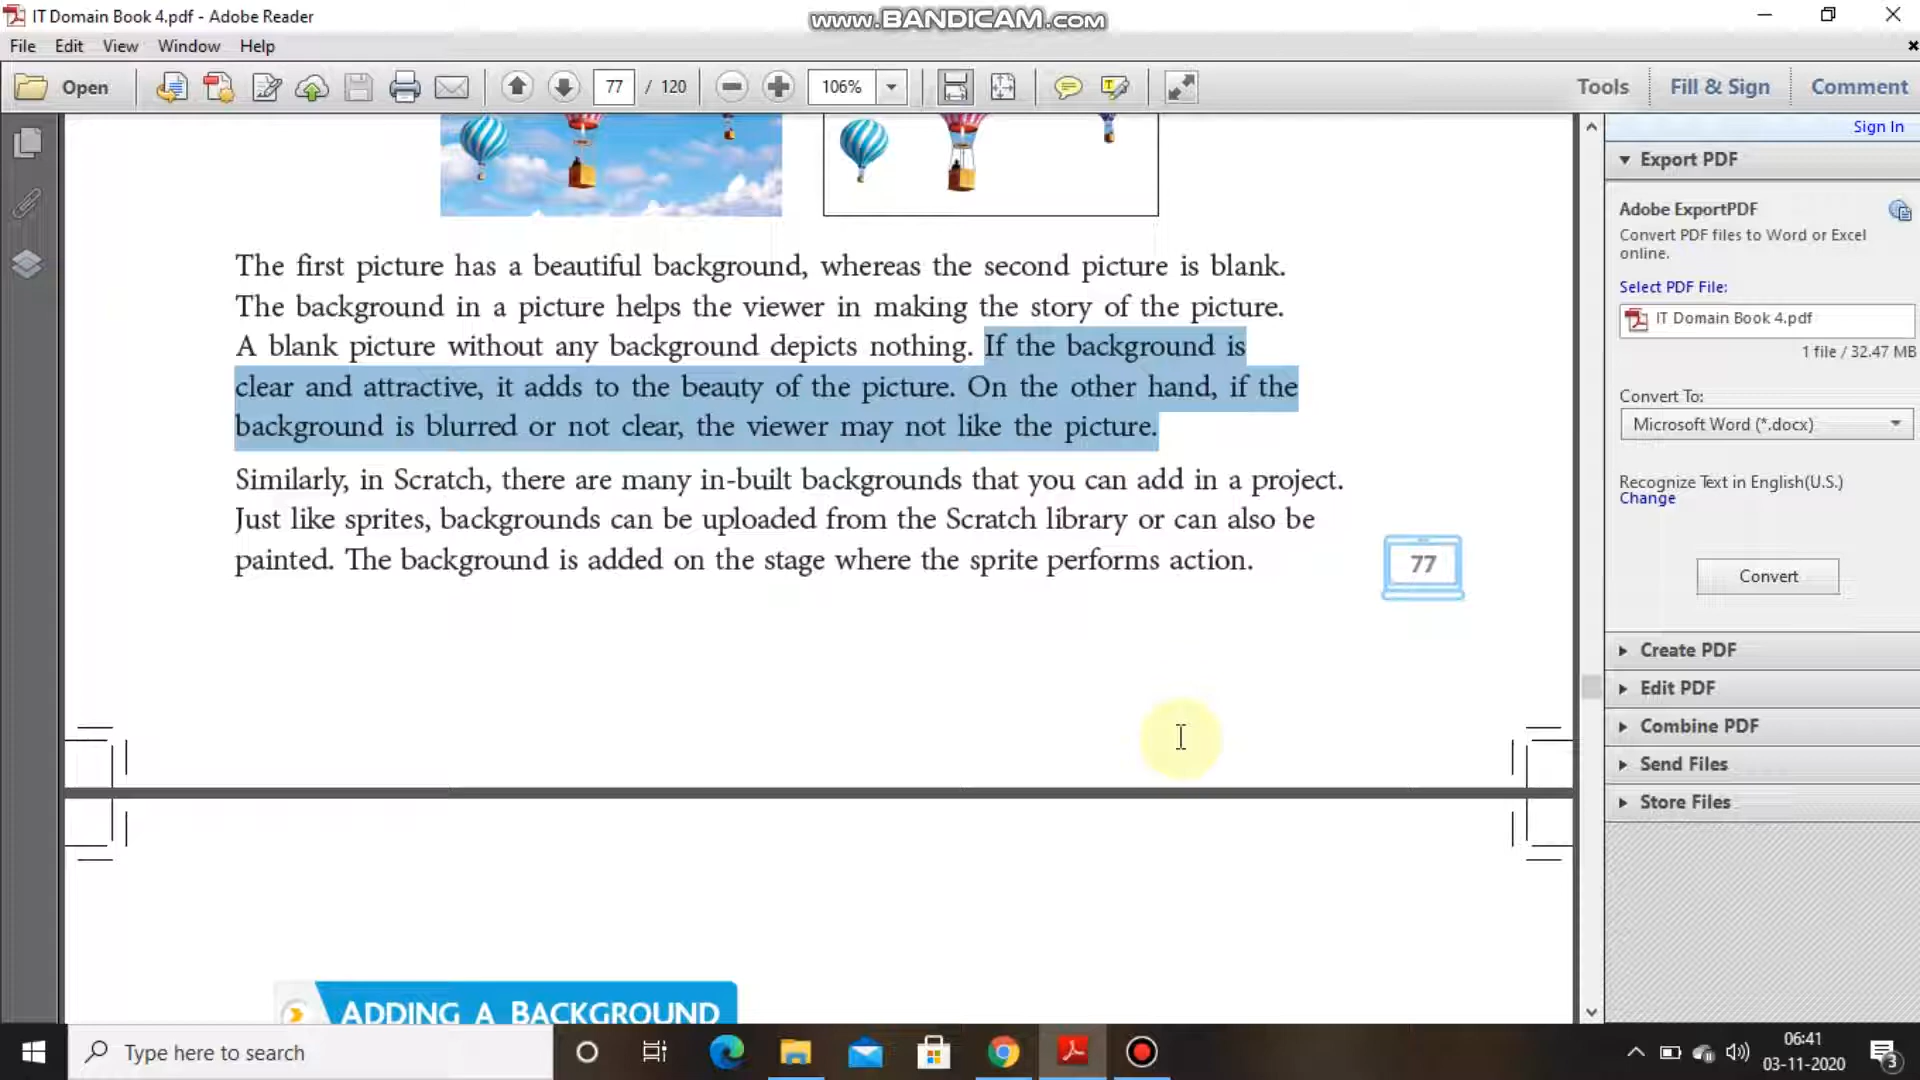 IT Domain Book 4.pdf - Adobe Reader
www.BANDICAM.com
File Edit View Window Help
Open
77 / 120
106%
Tools
Fill & Sign
Comment
Sign In
Export PDF
Adobe ExportPDF
Convert PDF files to Word or Excel
online.
Select PDF File:
IT Domain Book 4.pdf
1 file / 32.47 MB
Convert To:
Microsoft Word (*.docx)
Recognize Text in English(U.S.)
Change
Convert
Create PDF
Edit PDF
Combine PDF
Send Files
Store Files
The first picture has a beautiful background, whereas the second picture is blank.
The background in a picture helps the viewer in making the story of the picture.
A blank picture without any background depicts nothing. If the background is
clear and attractive, it adds to the beauty of the picture. On the other hand, if the
background is blurred or not clear, the viewer may not like the picture.
Similarly, in Scratch, there are many in-built backgrounds that you can add in a project.
Just like sprites, backgrounds can be uploaded from the Scratch library or can also be
painted. The background is added on the stage where the sprite performs action.
77
ADDING A BACKGROUND
Type here to search
06:41
03-11-2020
3